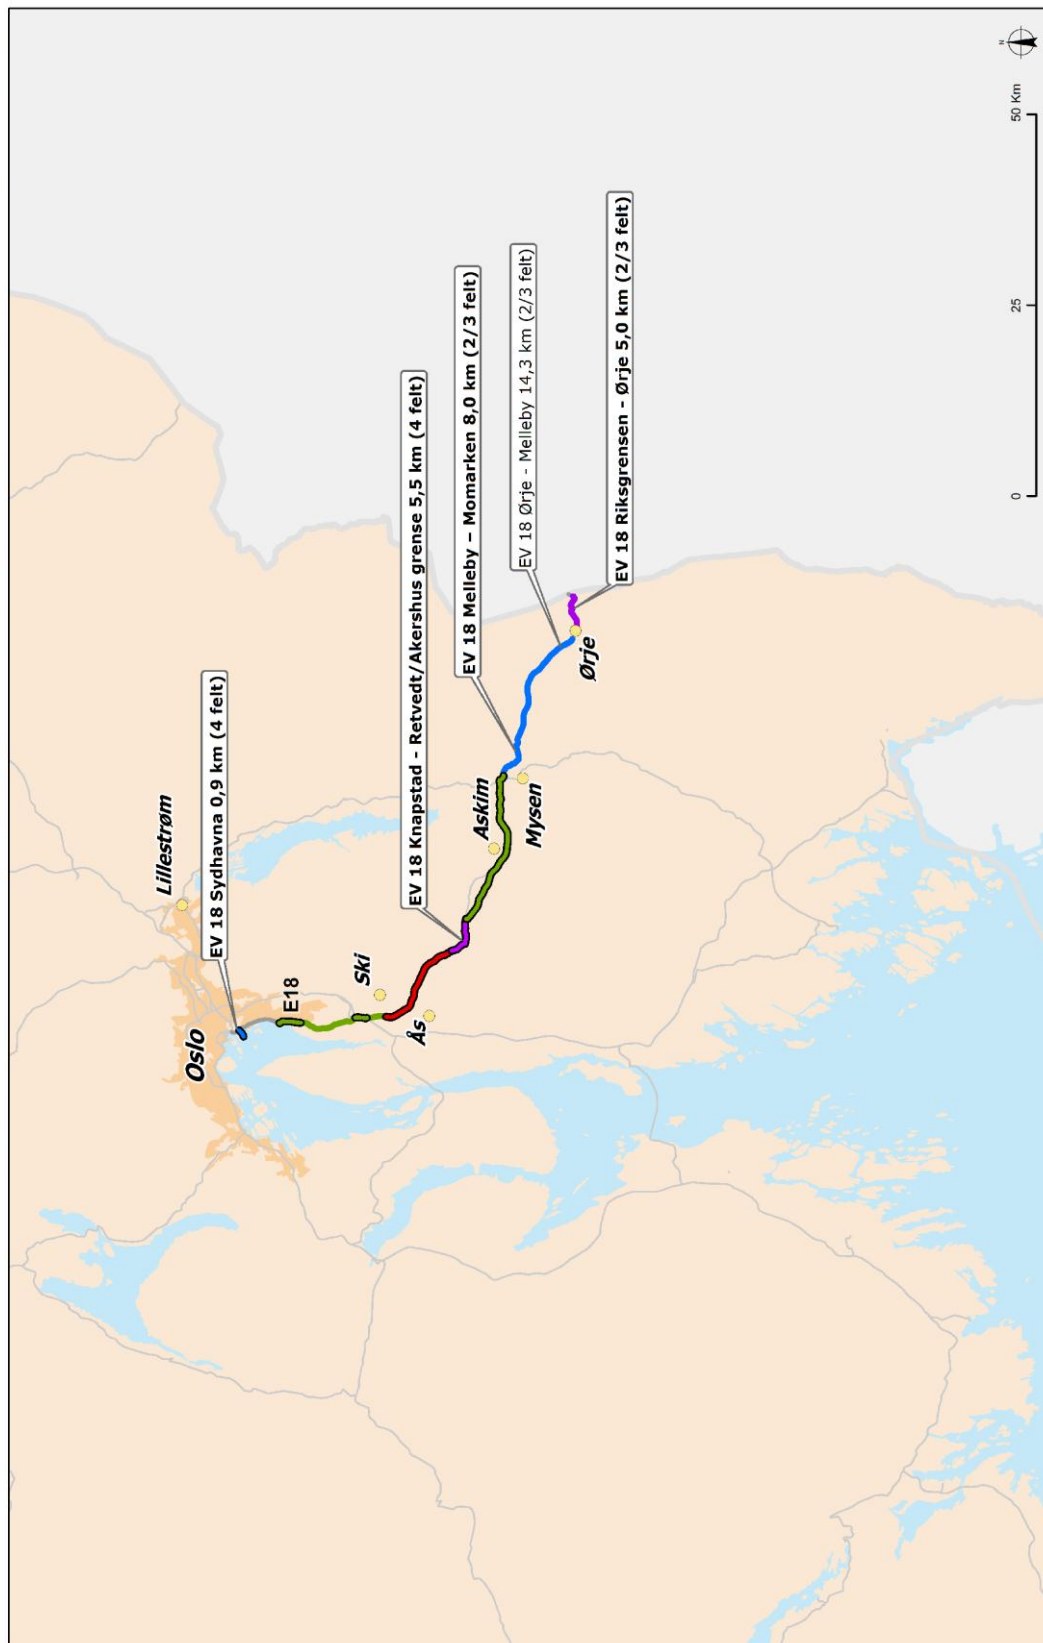 Lillestrøm
Oslo
EV 18 Sydhavna 0,9 km (4 felt)
E18
Ski
Ås
EV 18 Knapstad - Retvedt/Akershus grense 5,5 km (4 felt)
EV 18 Melleby – Momarken 8,0 km (2/3 felt)
EV 18 Ørje - Melleby 14,3 km (2/3 felt)
EV 18 Riksgrensen - Ørje 5,0 km (2/3 felt)
Askim
Mysen
Ørje
0 25 50 Km
N